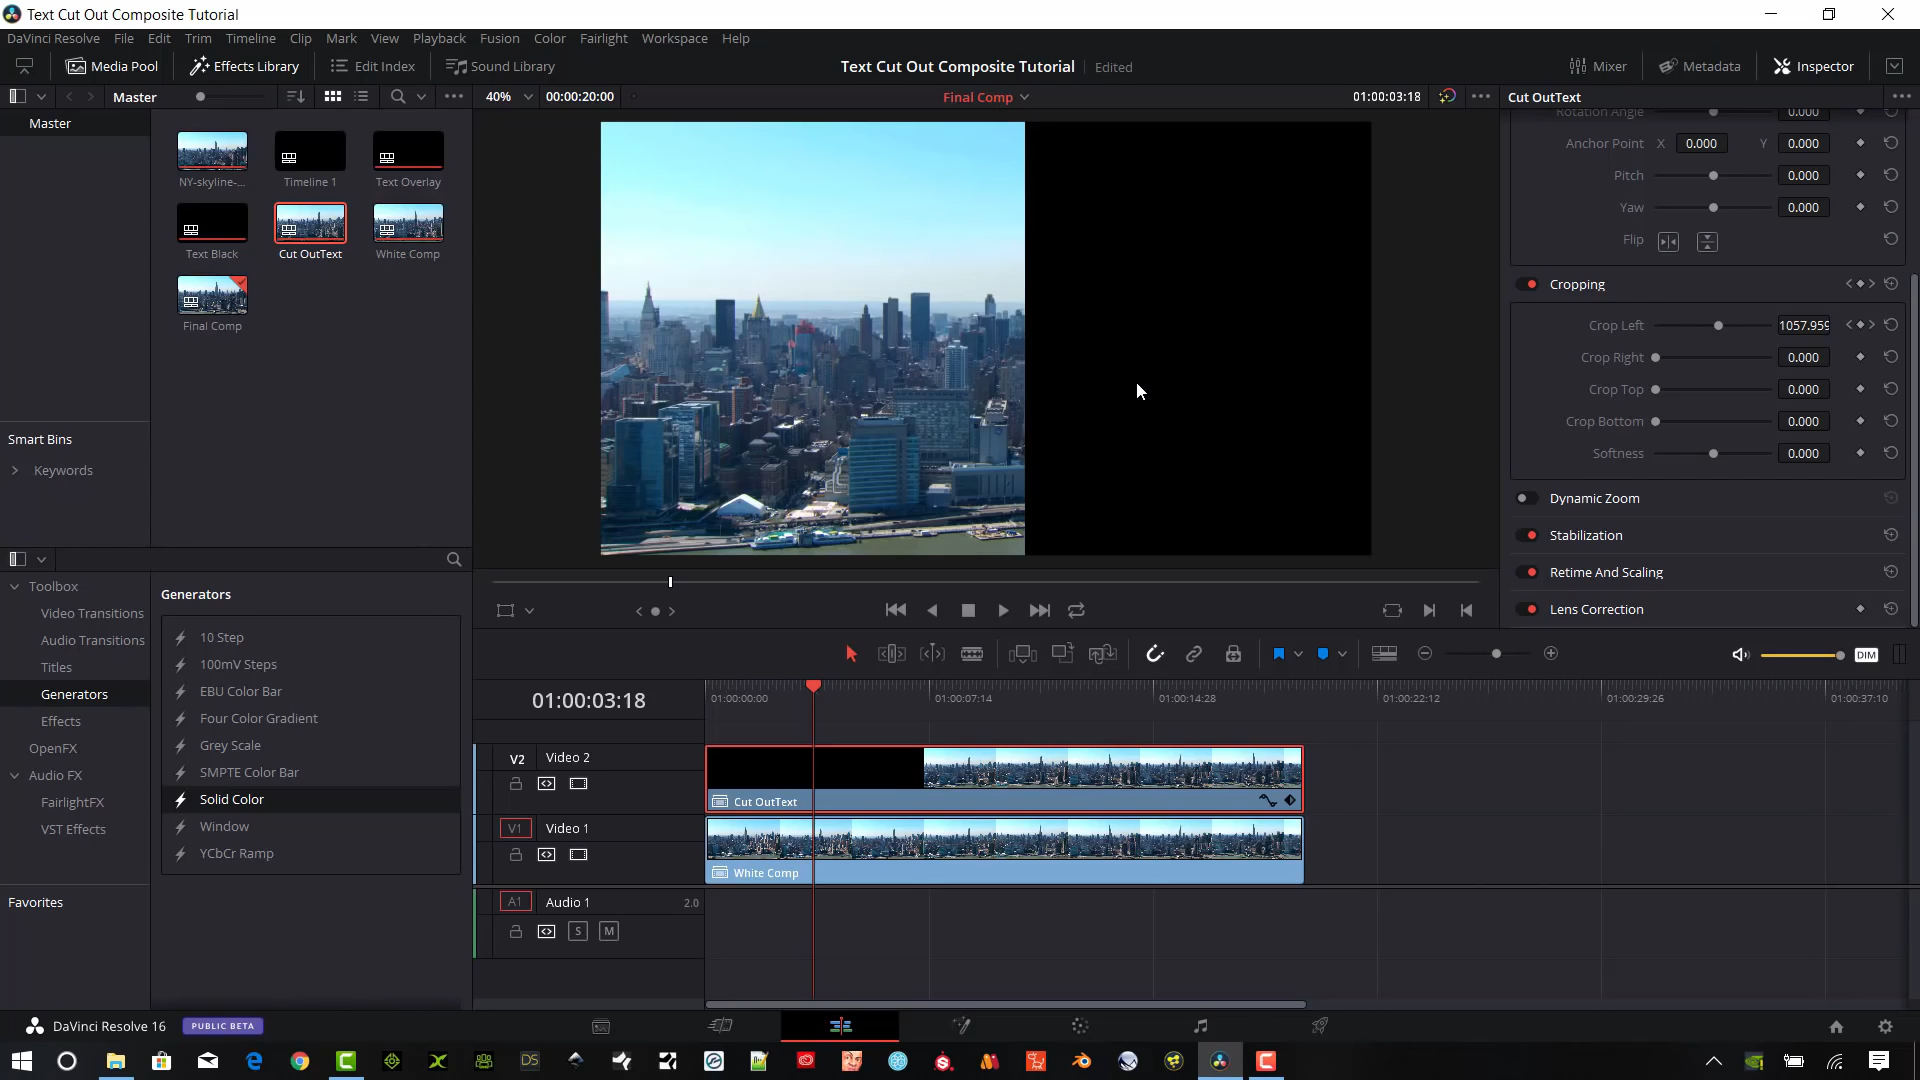 Text Cut Out Composite Tutorial
DaVinci Resolve File Edit Trim Timeline Clip Mark View Playback Fusion Color Fairlight Workspace Help
Media Pool Effects Library Edit Index Sound Library Text Cut Out Composite Tutorial Edited Mixer Metadata Inspector
Master 40% 00:00:20:00 Final Comp 01:00:03:18 Cut OutText
Master
NY-skyline-... Timeline 1 Text Overlay
Text Black Cut OutText White Comp
Final Comp
Rotation Angle 0.000
Anchor Point X 0.000 Y 0.000
Pitch 0.000
Yaw 0.000
Flip
Cropping
Crop Left 1057.959
Crop Right 0.000
Crop Top 0.000
Crop Bottom 0.000
Softness 0.000
Dynamic Zoom
Stabilization
Retime And Scaling
Lens Correction
Smart Bins
Keywords
Toolbox
Video Transitions
Audio Transitions
Titles
Generators
Effects
OpenFX
Audio FX
FairlightFX
VST Effects
Favorites
Generators
10 Step
100mV Steps
EBU Color Bar
Four Color Gradient
Grey Scale
SMPTE Color Bar
Solid Color
Window
YCbCr Ramp
DIM
01:00:03:18 01:00:00:00 01:00:07:14 01:00:14:28 01:00:22:12 01:00:29:26 01:00:37:10
V2 Video 2
Cut OutText
V1 Video 1
White Comp
A1 Audio 1 2.0
S M
DaVinci Resolve 16 PUBLIC BETA
DS